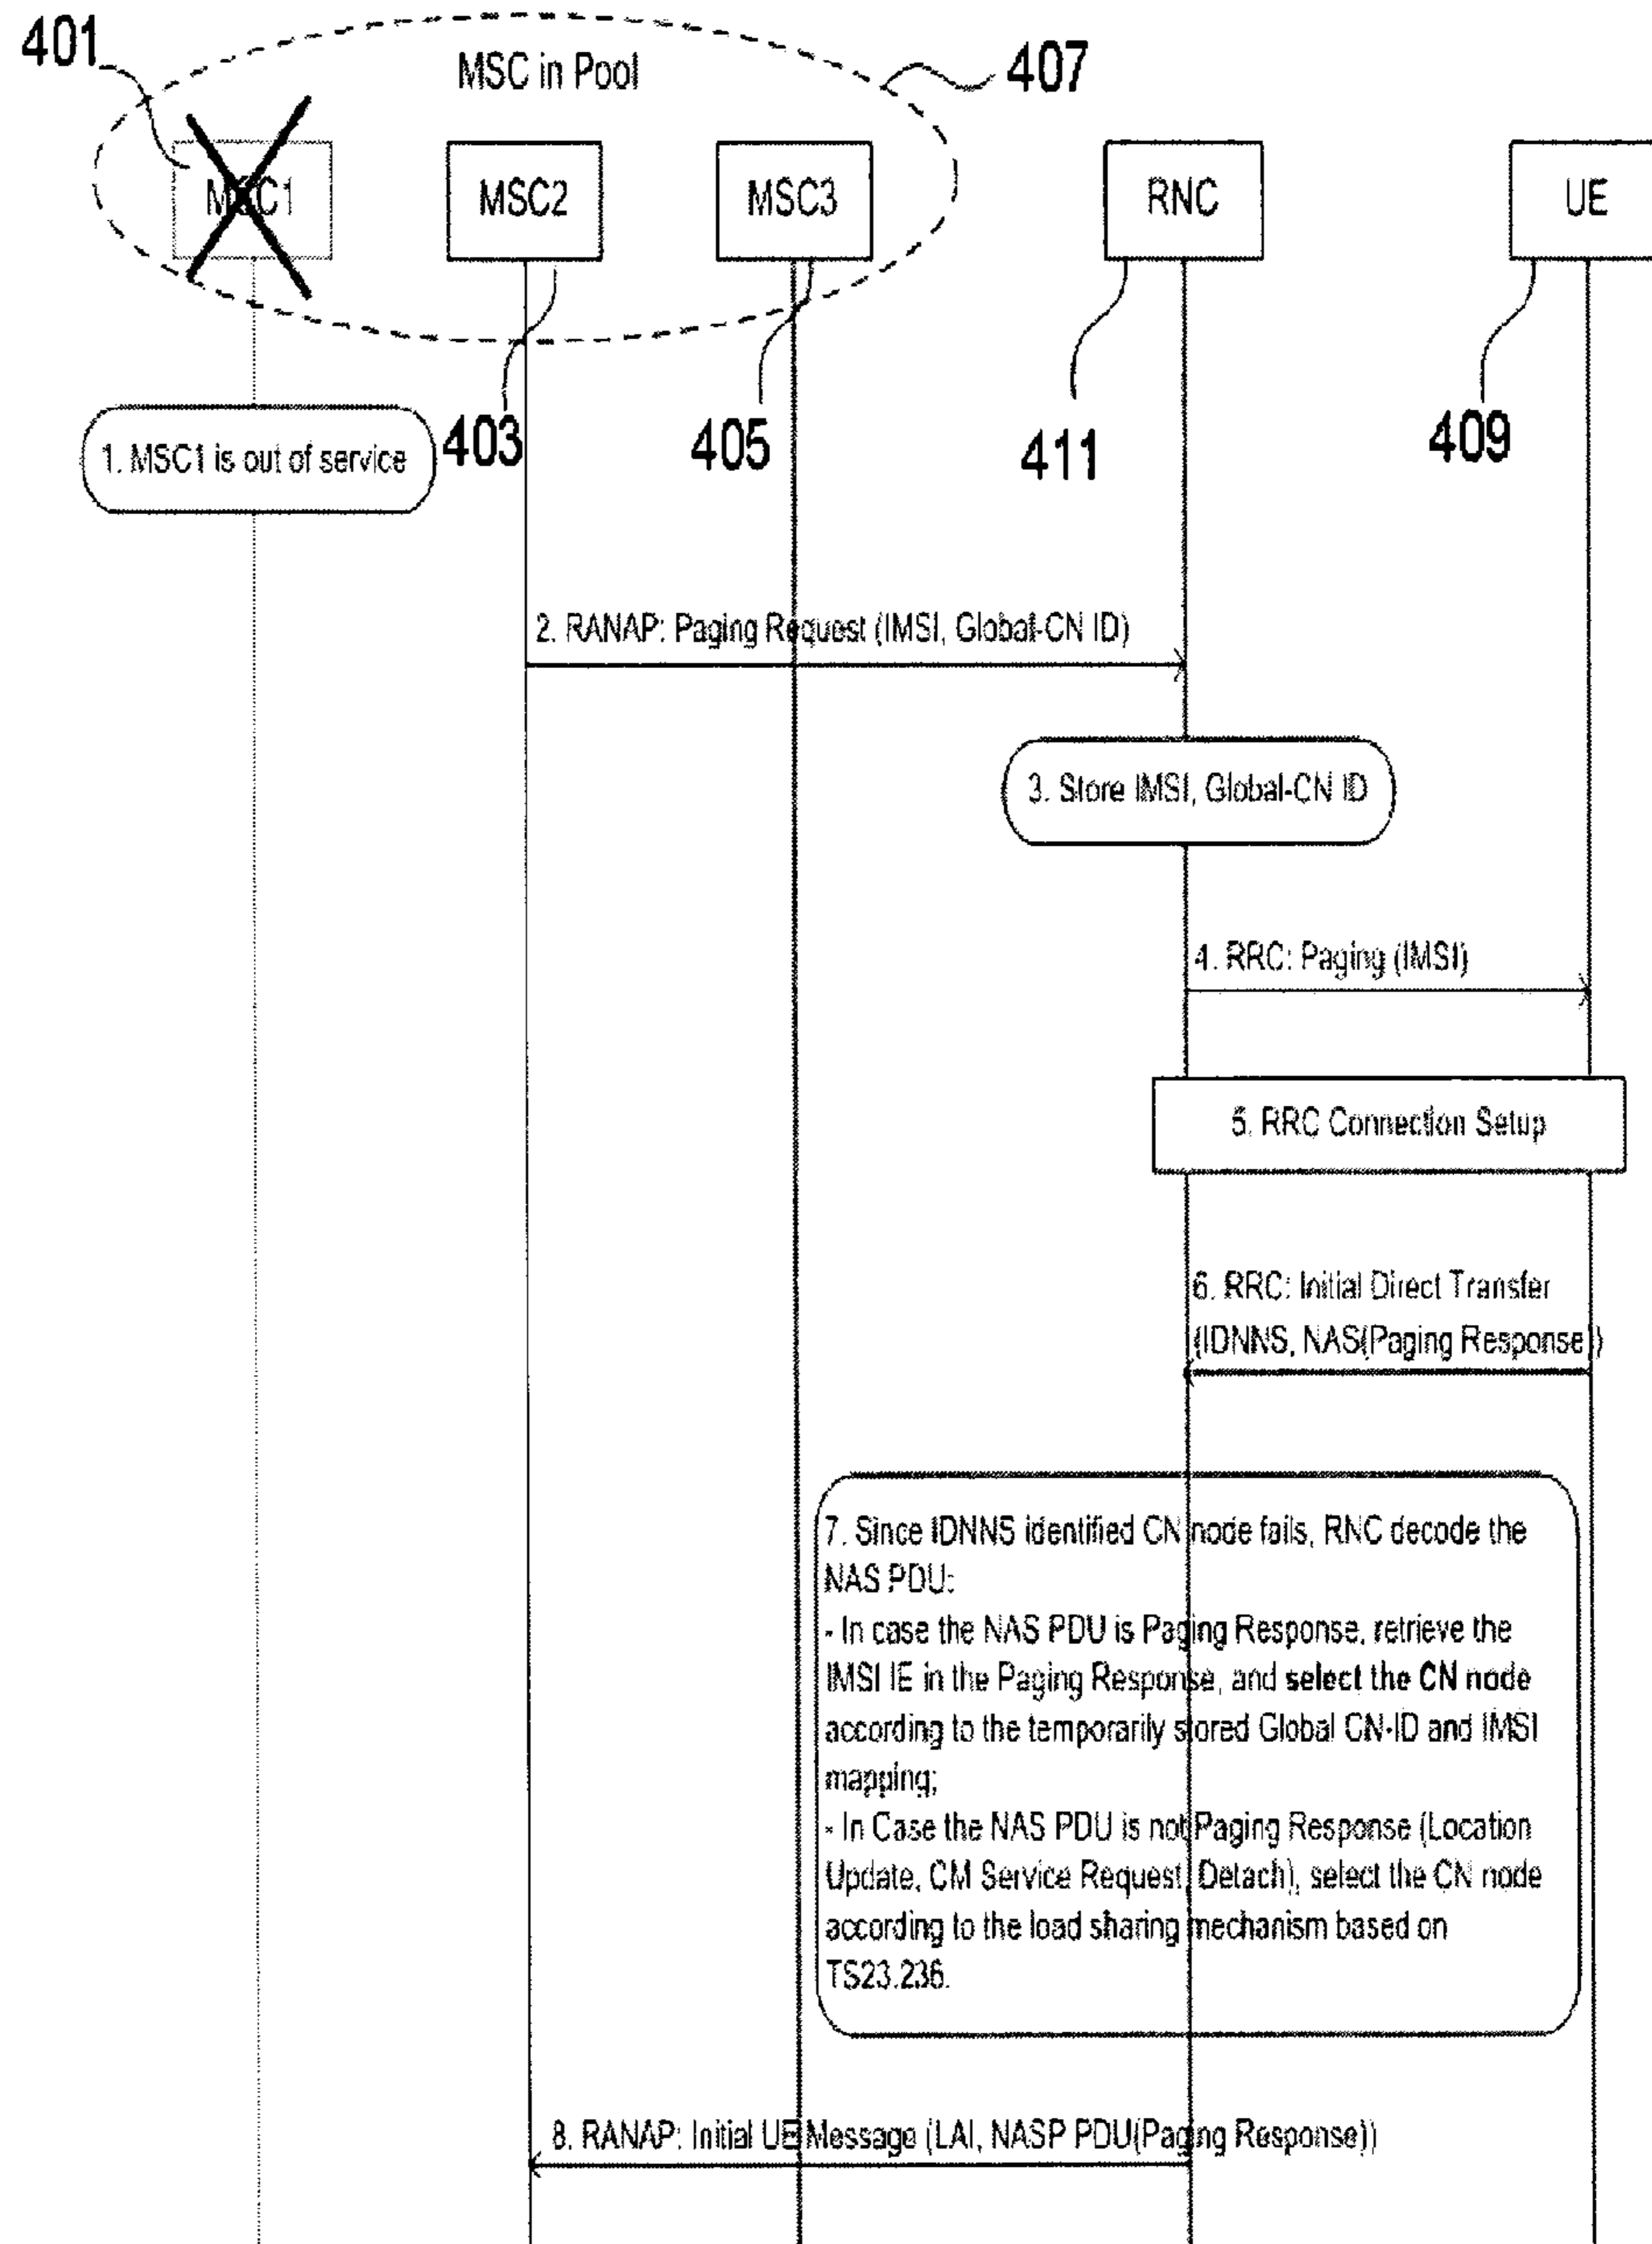 401
MSC in Pool
407
MSC1
MSC2
MSC3
RNC
UE
1. MSC1 is out of service
403
405
411
409
2. RANAP: Paging Request (IMSI, Global-CN ID)
3. Store IMSI, Global-CN ID
4. RRC: Paging (IMSI)
5. RRC Connection Setup
6. RRC: Initial Direct Transfer
(IDNNS, NAS(Paging Response))
7. Since IDNNS identified CN node fails, RNC decode the
NAS PDU:
- In case the NAS PDU is Paging Response, retrieve the
IMSI IE in the Paging Response, and select the CN node
according to the temporarily stored Global CN-ID and IMSI
mapping;
- In Case the NAS PDU is not Paging Response (Location
Update, CM Service Request, Detach), select the CN node
according to the load sharing mechanism based on
TS23.236.
8. RANAP: Initial UE Message (LAI, NASP PDU(Paging Response))